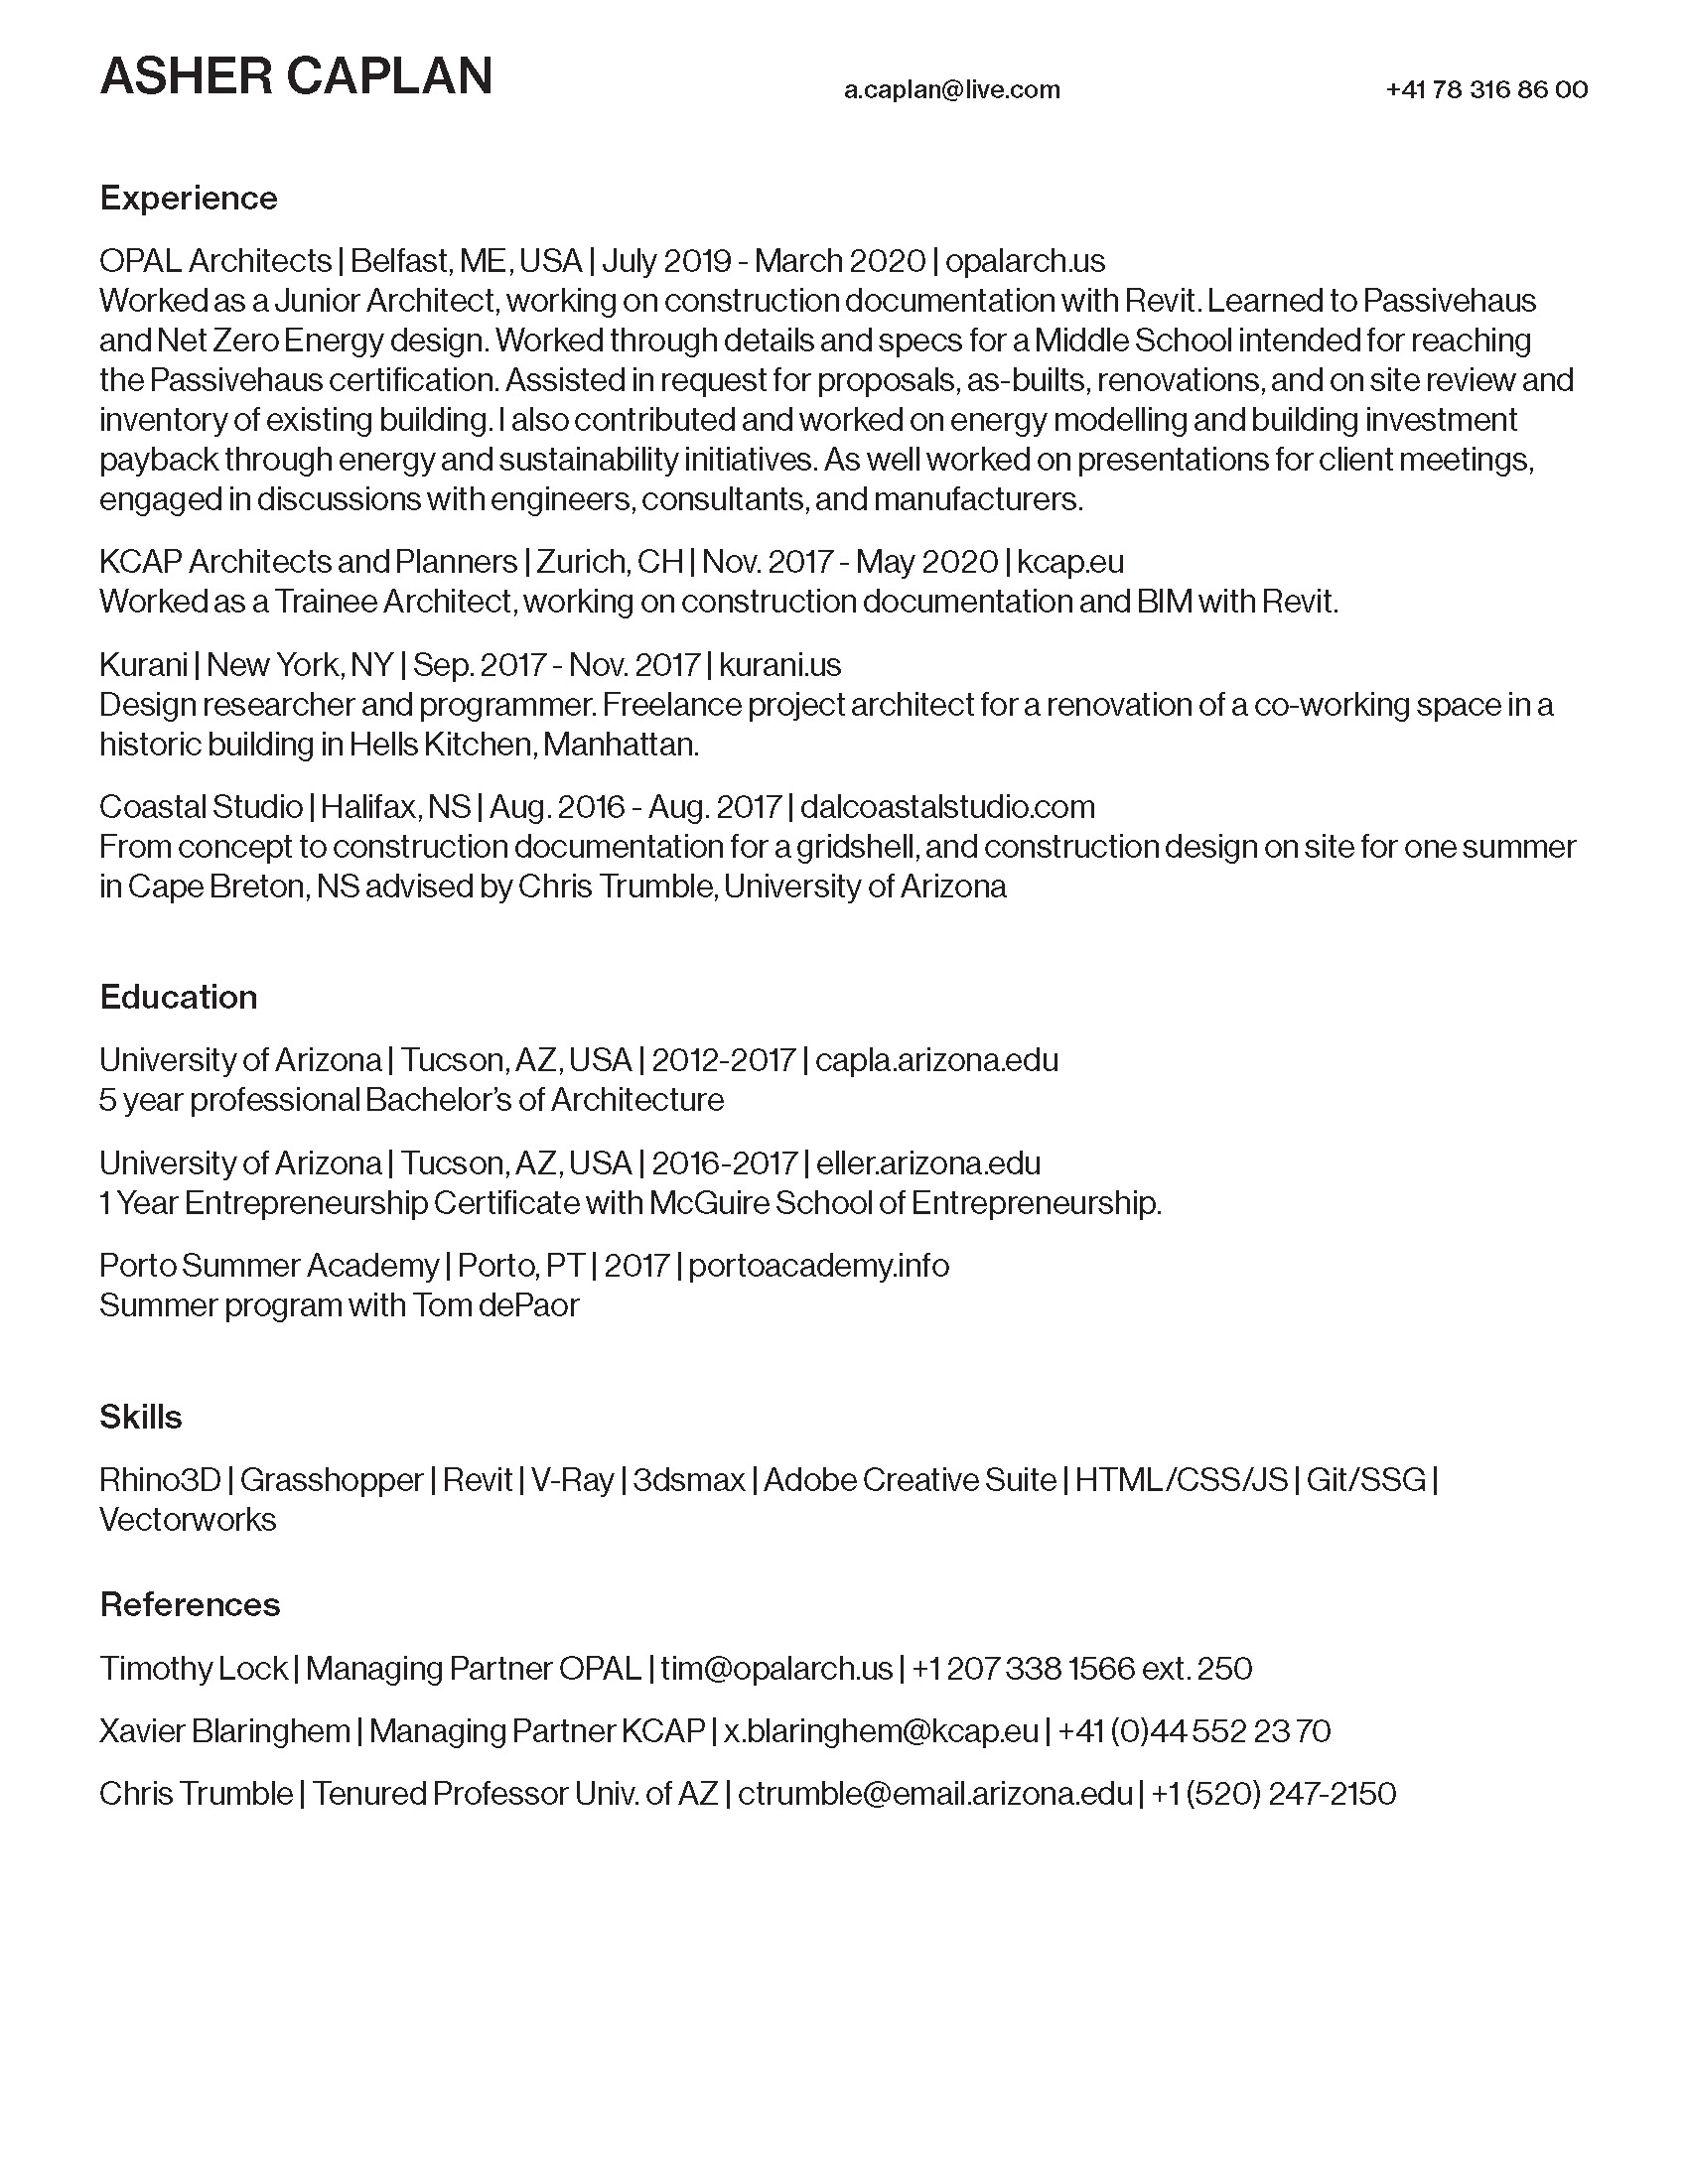 ASHER CAPLAN a.caplan@live.com +41 78 316 86 00
Experience
OPAL Architects | Belfast, ME, USA | July 2019 - March 2020 | opalarch.us
Worked as a Junior Architect, working on construction documentation with Revit. Learned to Passivehaus
and Net Zero Energy design. Worked through details and specs for a Middle School intended for reaching
the Passivehaus certification. Assisted in request for proposals, as-builts, renovations, and on site review and
inventory of existing building. I also contributed and worked on energy modelling and building investment
payback through energy and sustainability initiatives. As well worked on presentations for client meetings,
engaged in discussions with engineers, consultants, and manufacturers.
KCAP Architects and Planners | Zurich, CH | Nov. 2017 - May 2020 | kcap.eu
Worked as a Trainee Architect, working on construction documentation and BIM with Revit.
Kurani | New York, NY | Sep. 2017 - Nov. 2017 | kurani.us
Design researcher and programmer. Freelance project architect for a renovation of a co-working space in a
historic building in Hells Kitchen, Manhattan.
Coastal Studio | Halifax, NS | Aug. 2016 - Aug. 2017 | dalcoastalstudio.com
From concept to construction documentation for a gridshell, and construction design on site for one summer
in Cape Breton, NS advised by Chris Trumble, University of Arizona
Education
University of Arizona | Tucson, AZ, USA | 2012-2017 | capla.arizona.edu
5 year professional Bachelor’s of Architecture
University of Arizona | Tucson, AZ, USA | 2016-2017 | eller.arizona.edu
1 Year Entrepreneurship Certificate with McGuire School of Entrepreneurship.
Porto Summer Academy | Porto, PT | 2017 | portoacademy.info
Summer program with Tom dePaor
Skills
Rhino3D | Grasshopper | Revit | V-Ray | 3dsmax | Adobe Creative Suite | HTML/CSS/JS | Git/SSG |
Vectorworks
References
Timothy Lock | Managing Partner OPAL | tim@opalarch.us | +1 207 338 1566 ext. 250
Xavier Blaringhem | Managing Partner KCAP | x.blaringhem@kcap.eu | +41 (0)44 552 23 70
Chris Trumble | Tenured Professor Univ. of AZ | ctrumble@email.arizona.edu | +1 (520) 247-2150